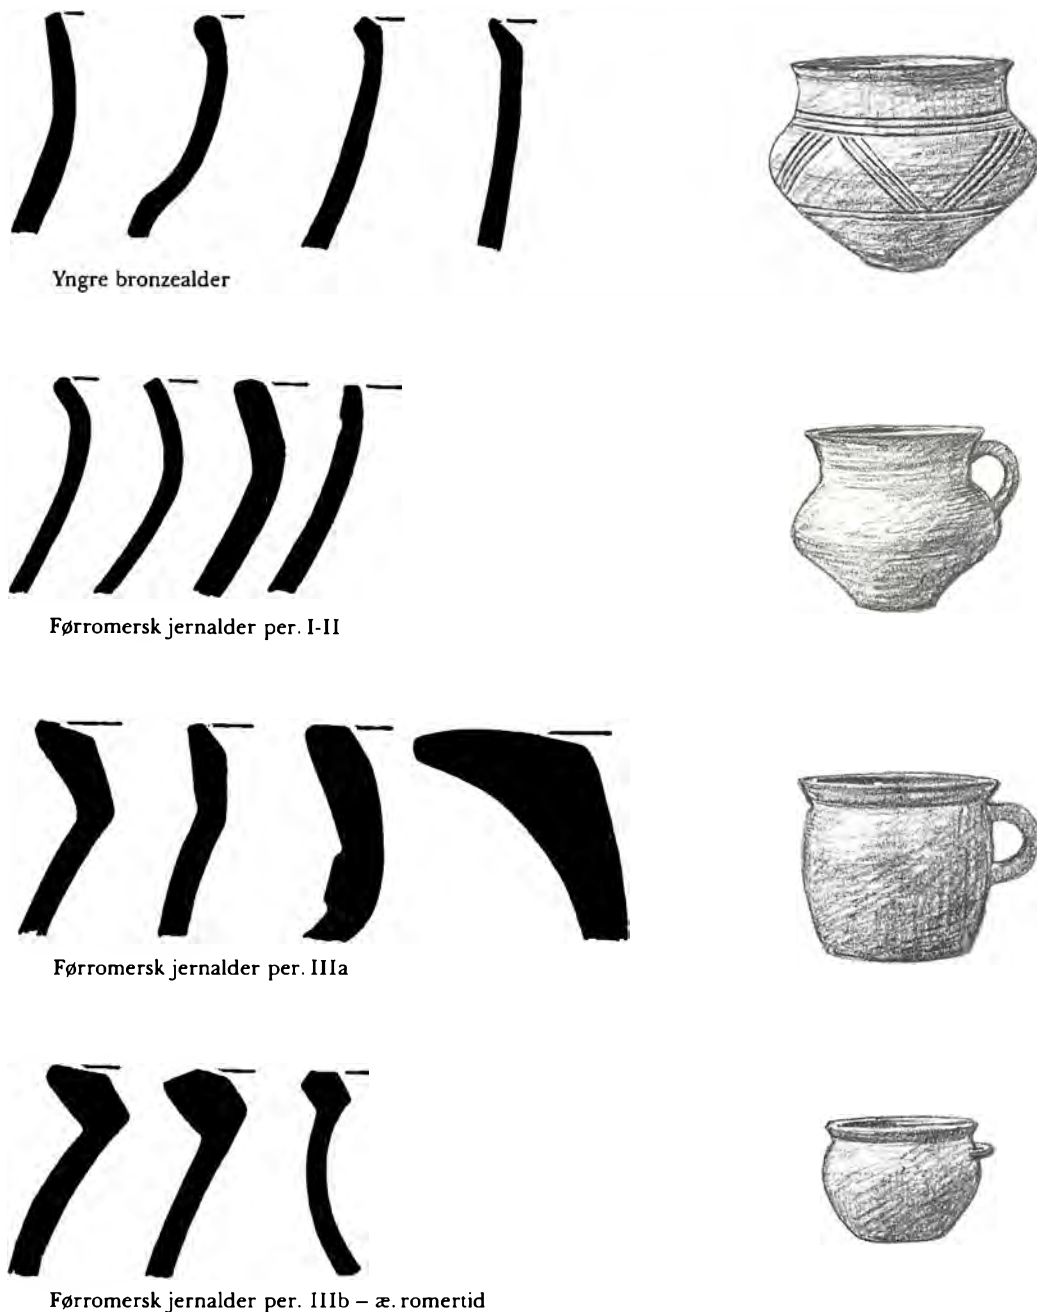 Yngre bronzealder
Førromersk jernalder per. I-II
Førromersk jernalder per. IIIa
Førromersk jernalder per. IIIb – æ. romertid